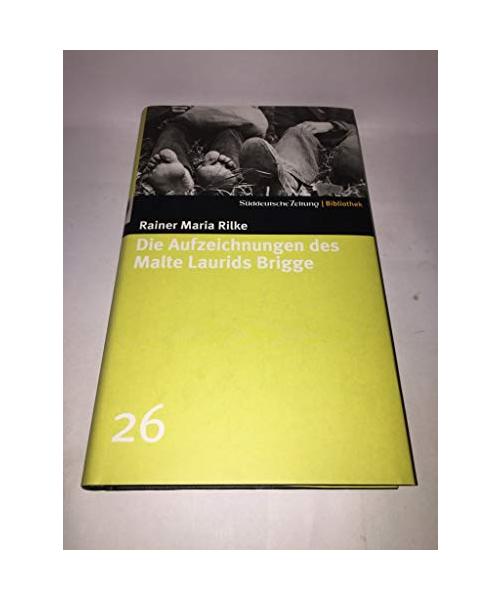 Süddeutsche Zeitung | Bibliothek
Rainer Maria Rilke
Die Aufzeichnungen des
Malte Laurids Brigge
26